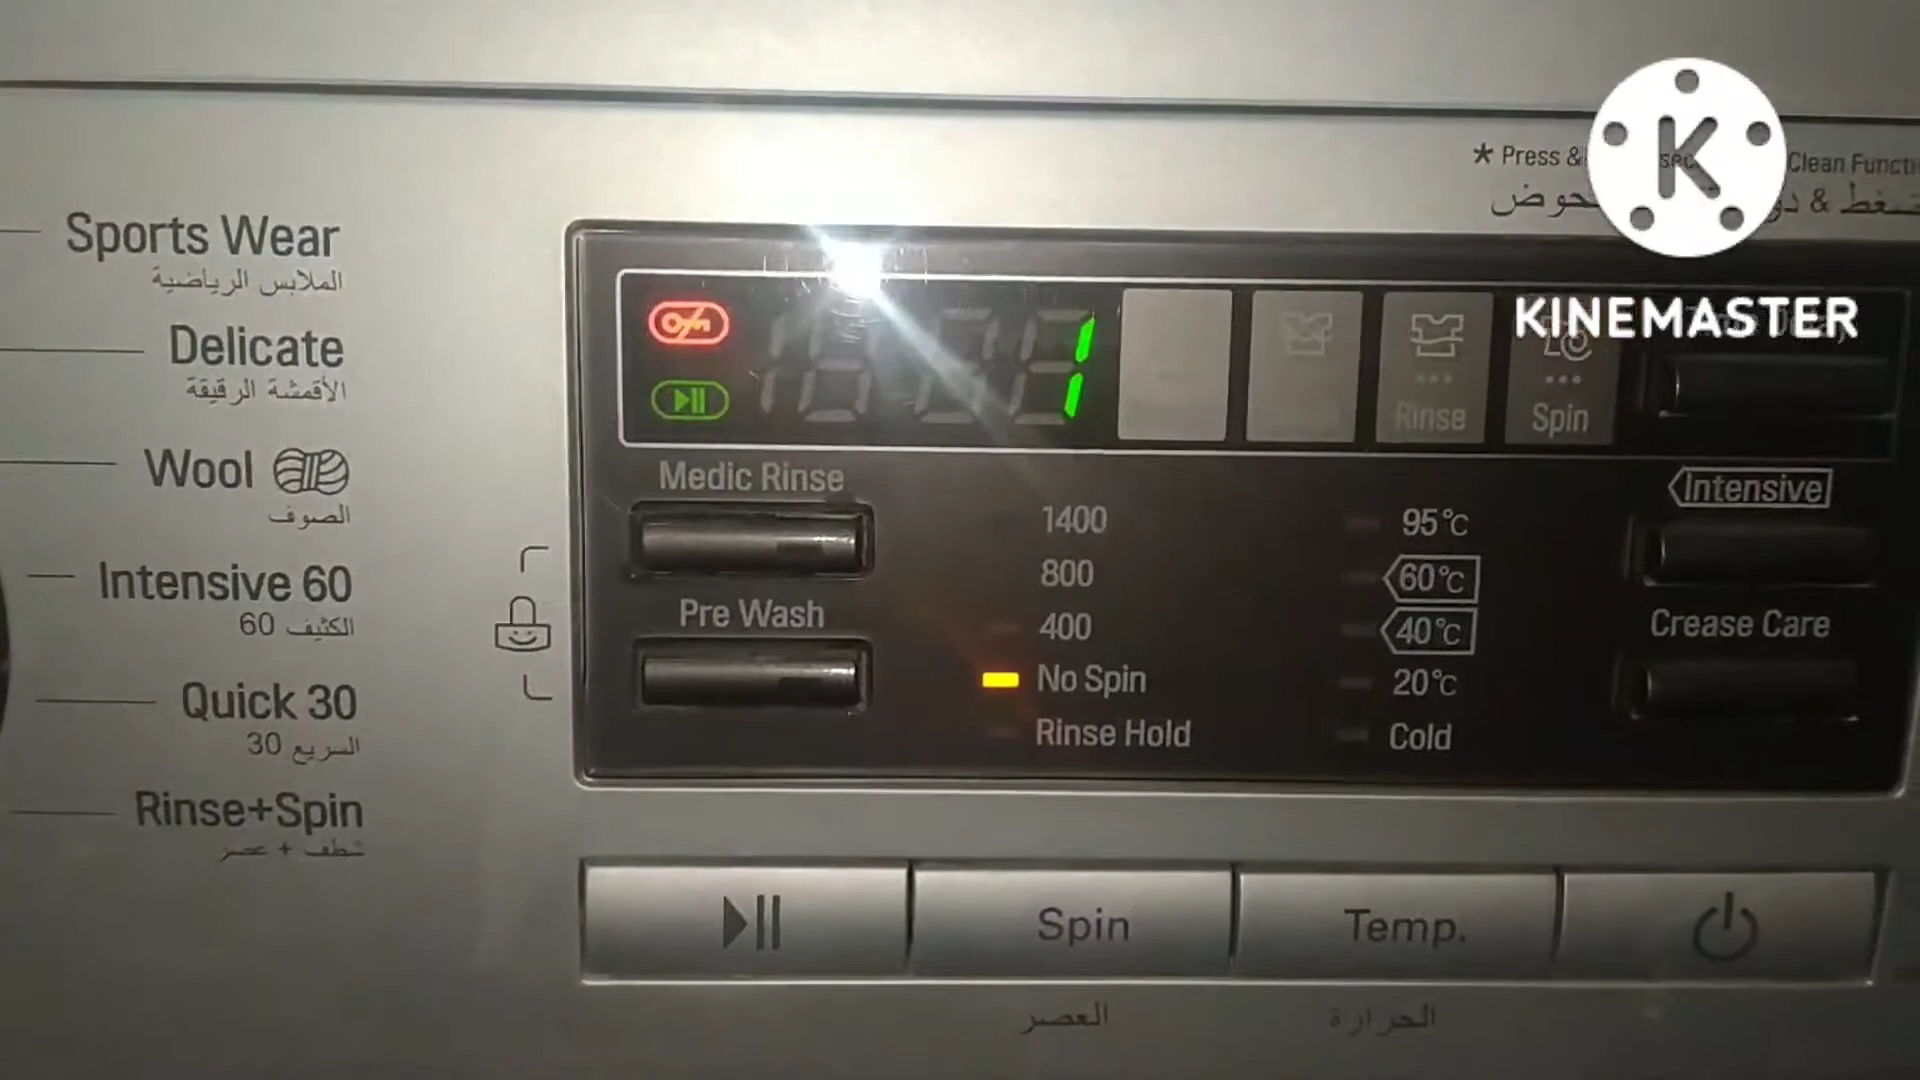 * Press &
Clean Functi
K
KINEMASTER
Sports Wear
الملابس الرياضية
Delicate
الأقمشة الرقيقة
Wool
الصوف
Intensive 60
الكثيف 60
Quick 30
السريع 30
Rinse+Spin
شطف + عصر
1
Rinse
Spin
Medic Rinse
Pre Wash
1400
800
400
No Spin
Rinse Hold
95°C
60°C
40°C
20°C
Cold
Intensive
Crease Care
Spin
Temp.
العصر
الحرارة